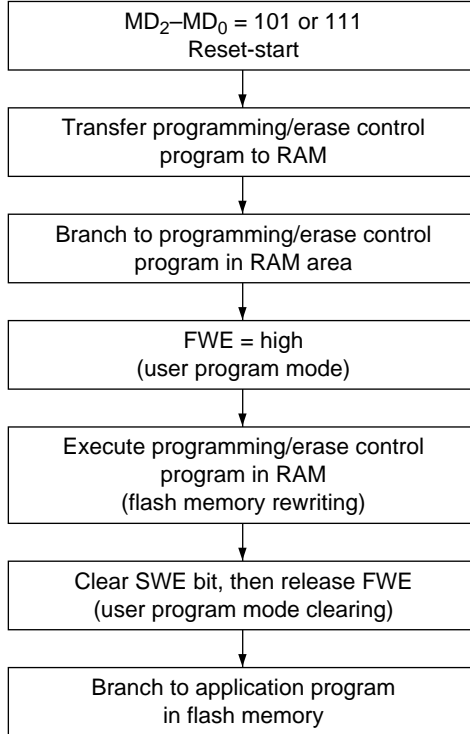 MD₂–MD₀ = 101 or 111
Reset-start
Transfer programming/erase control
program to RAM
Branch to programming/erase control
program in RAM area
FWE = high
(user program mode)
Execute programming/erase control
program in RAM
(flash memory rewriting)
Clear SWE bit, then release FWE
(user program mode clearing)
Branch to application program
in flash memory